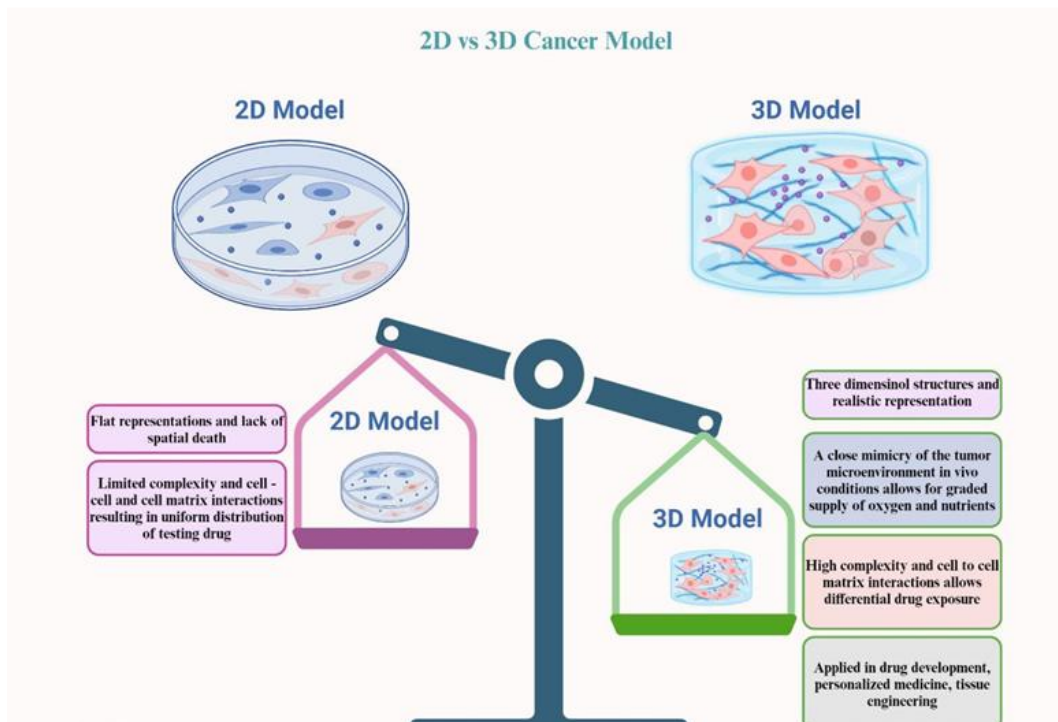 2D vs 3D Cancer Model
2D Model
3D Model
Flat representations and lack of
spatial death
Limited complexity and cell -
cell and cell matrix interactions
resulting in uniform distribution
of testing drug
2D Model
3D Model
Three dimensinol structures and
realistic representation
A close mimicry of the tumor
microenvironment in vivo
conditions allows for graded
supply of oxygen and nutrients
High complexity and cell to cell
matrix interactions allows
differential drug exposure
Applied in drug development,
personalized medicine, tissue
engineering